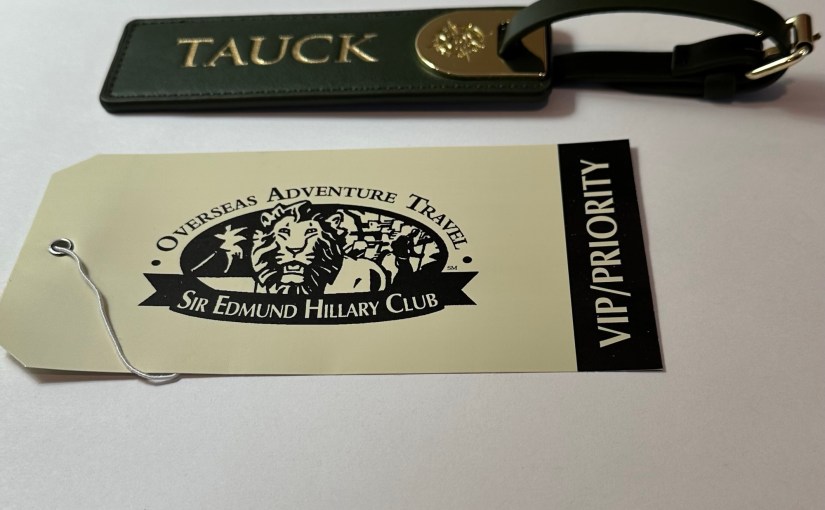 TAUCK
OVERSEAS ADVENTURE TRAVEL
SM
SIR EDMUND HILLARY CLUB
VIP/PRIORITY